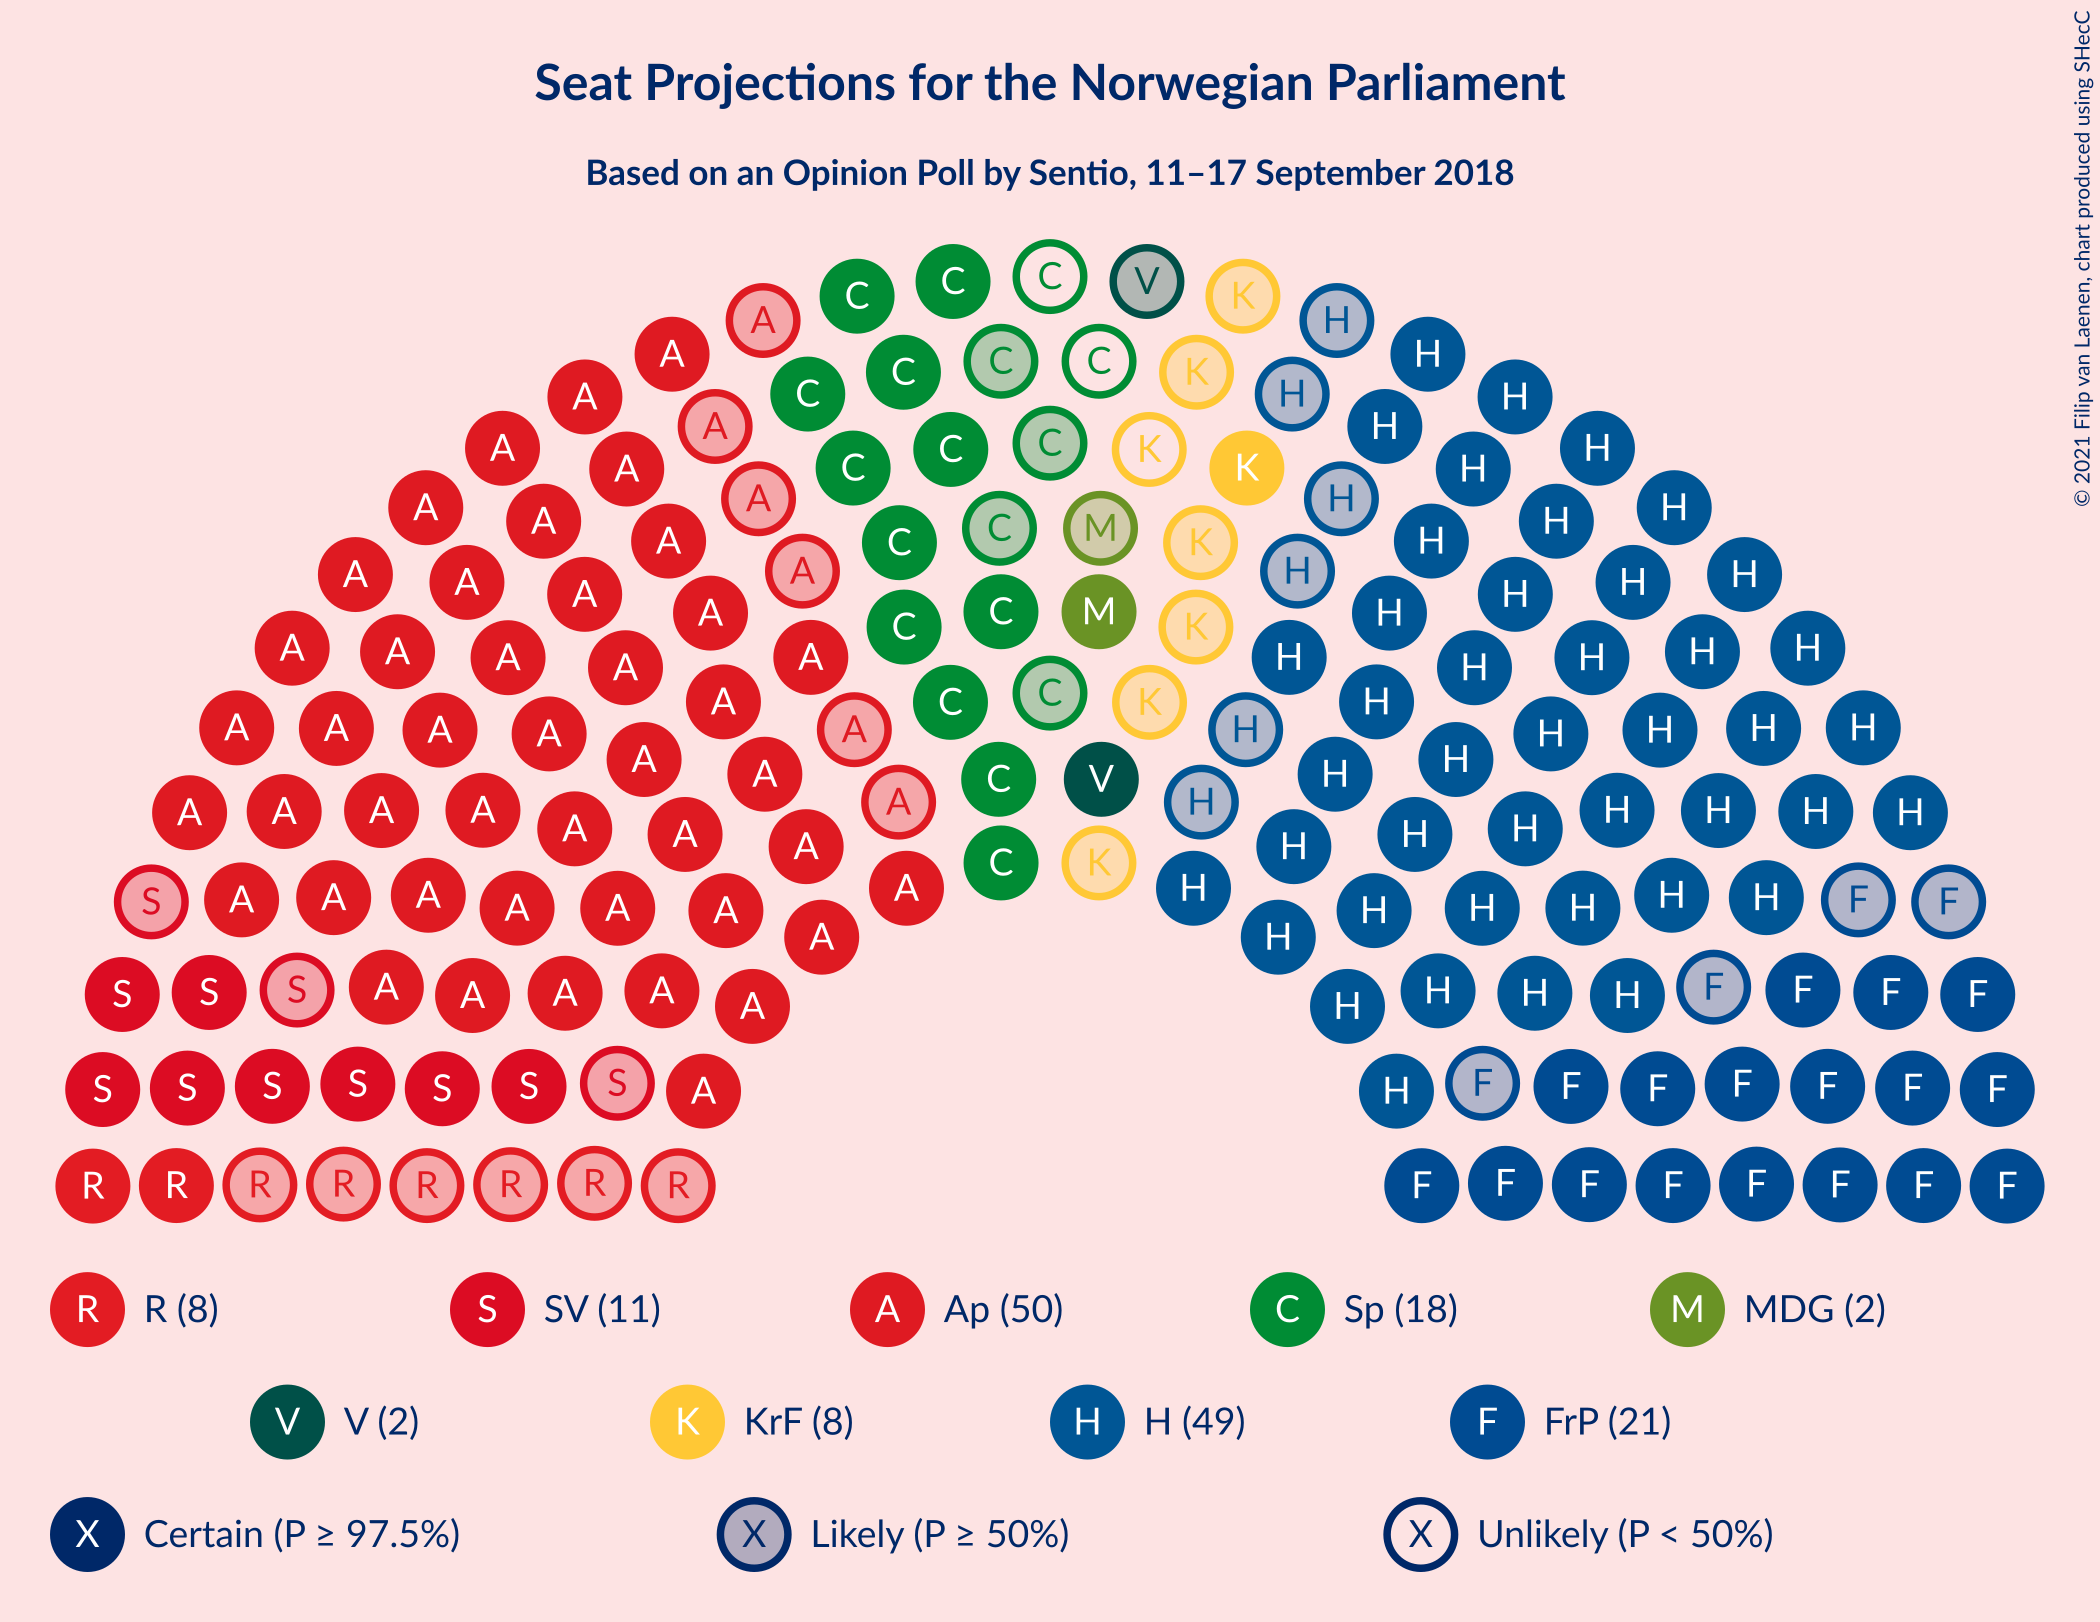 Seat Projections for the Norwegian Parliament
Based on an Opinion Poll by Sentio, 11–17 September 2018
© 2021 Filip van Laenen, chart produced using SHecC
C C C V K
A H
A C C C K H
A C H H
A A C C K H H
A C K H
A A H H
A A C C M K H H
A A A A H H H H
A C C M K H
A A A A A H H H H H
A C C K H
A A A A A H H H H H
A A C V H H
A A A A A A A A H H H H H H H H
S A A A A A A A C K H H H H H H F F
A H
S S S A A A A A H H H H F F F F
S S S S S S S A H F F F F F F F
R R R R R R R R F F F F F F F F
R R (8) S SV (11) A Ap (50) C Sp (18) M MDG (2)
V V (2) K KrF (8) H H (49) F FrP (21)
X Certain (P ≥ 97.5%) X Likely (P ≥ 50%) X Unlikely (P < 50%)